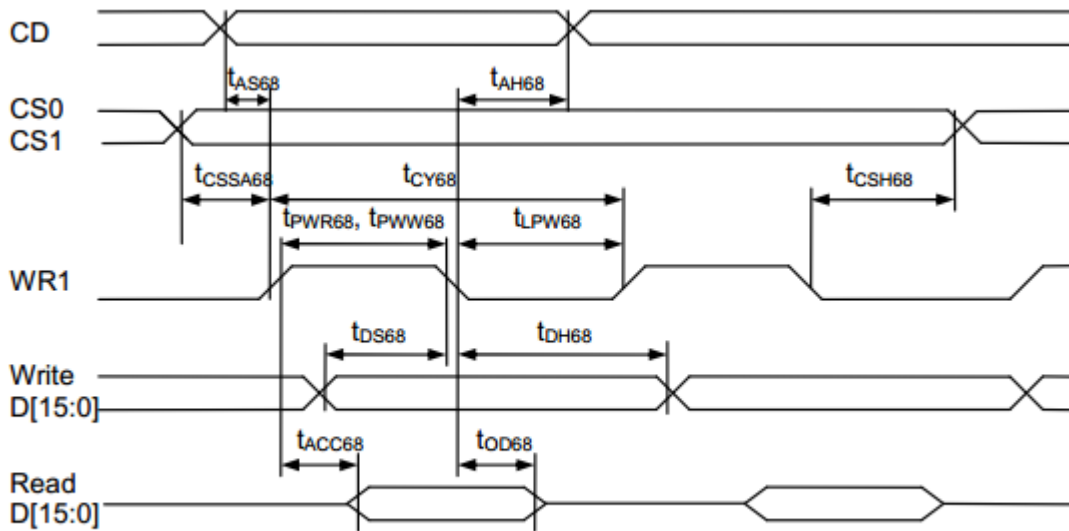 CD
tAS68 tAH68
CS0
CS1
tCSSA68 tCY68 tCSH68
tPWR68, tPWW68 tLPW68
WR1
tDS68 tDH68
Write
D[15:0]
tACC68 tOD68
Read
D[15:0]